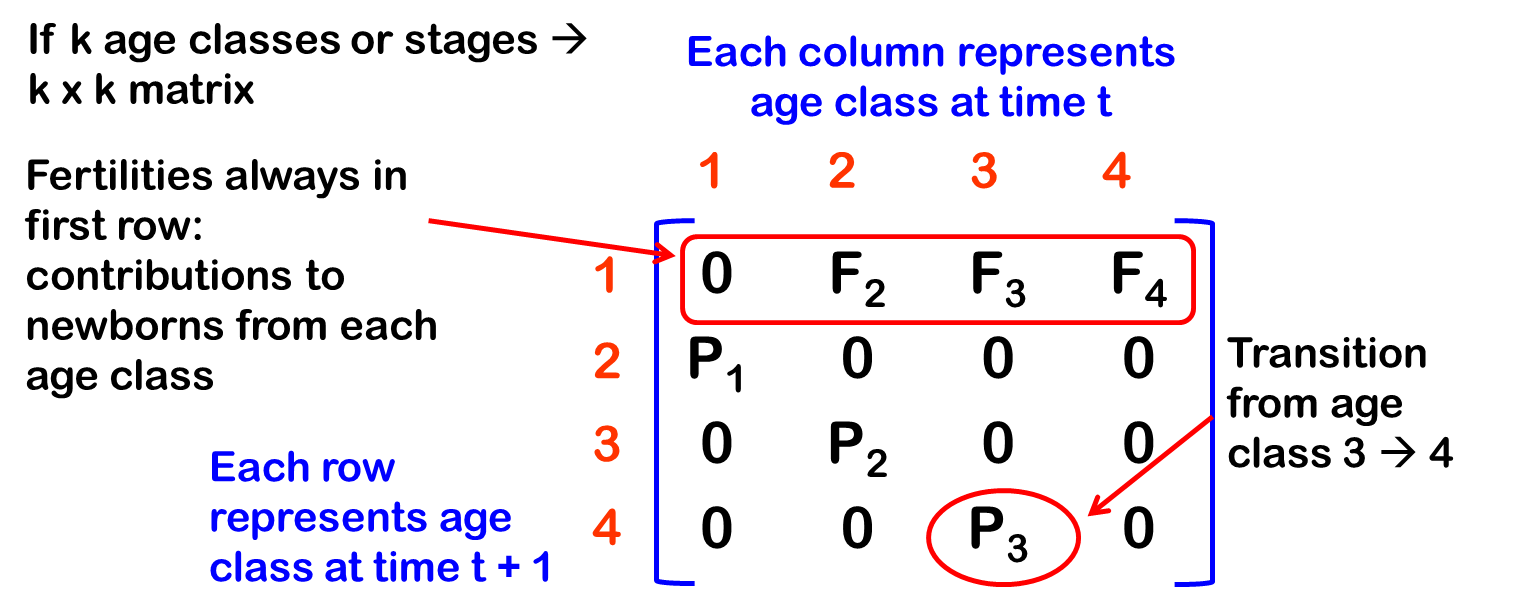 If k age classes or stages →
k x k matrix
Each column represents
age class at time t
Fertilities always in
first row:
contributions to
newborns from each
age class
1 2 3 4
1 0 F₂ F₃ F₄
2 P₁ 0 0 0
3 0 P₂ 0 0
4 0 0 P₃ 0
Transition
from age
class 3 → 4
Each row
represents age
class at time t + 1